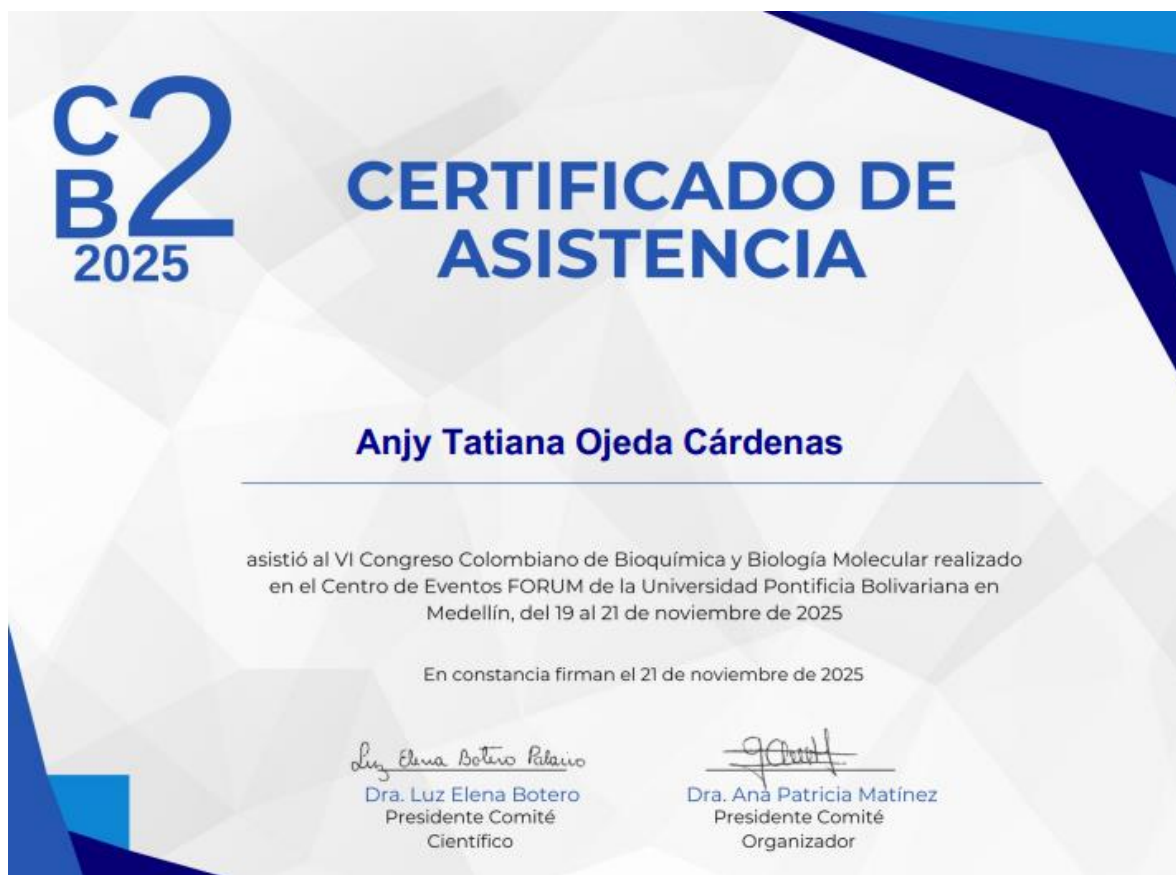 C2
B
2025
CERTIFICADO DE
ASISTENCIA
Anjy Tatiana Ojeda Cárdenas
asistió al VI Congreso Colombiano de Bioquímica y Biología Molecular realizado
en el Centro de Eventos FORUM de la Universidad Pontificia Bolivariana en
Medellín, del 19 al 21 de noviembre de 2025
En constancia firman el 21 de noviembre de 2025
Luz Elena Botero Palacio
Dra. Luz Elena Botero
Presidente Comité
Científico
Dra. Ana Patricia Matínez
Presidente Comité
Organizador